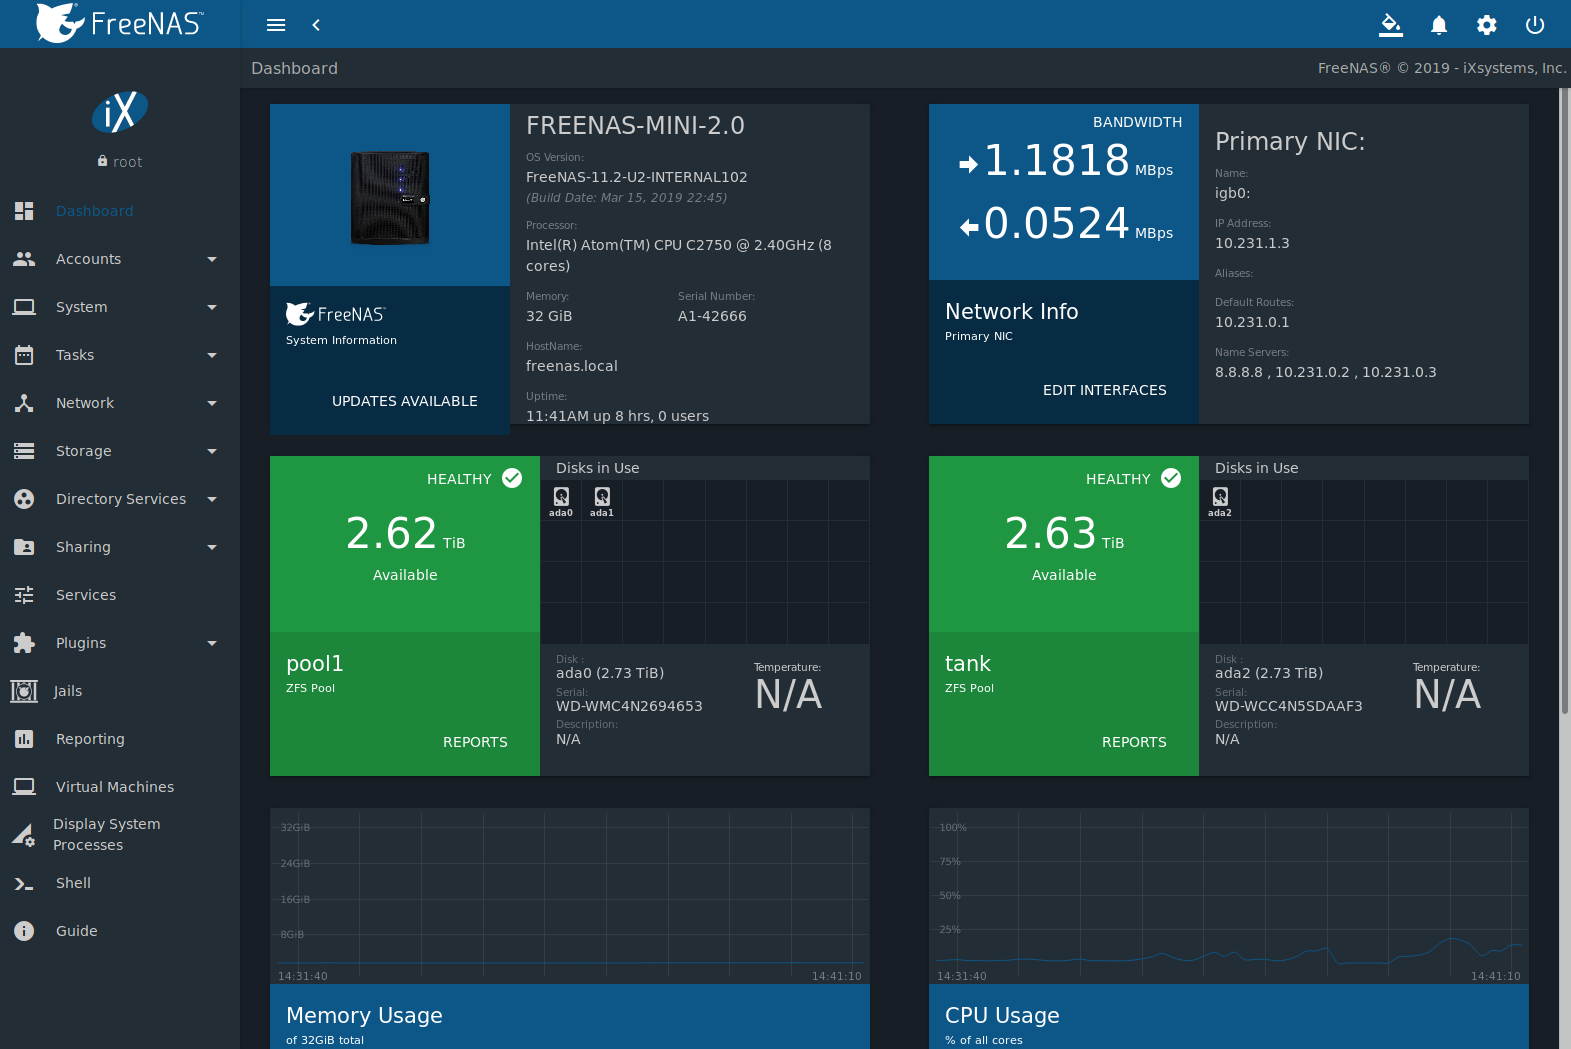 FreeNAS™
Dashboard
FreeNAS® © 2019 - iXsystems, Inc.
iX
root
Dashboard
Accounts
System
Tasks
Network
Storage
Directory Services
Sharing
Services
Plugins
Jails
Reporting
Virtual Machines
Display System
Processes
Shell
Guide
FreeNAS
System Information
UPDATES AVAILABLE
FREENAS-MINI-2.0
OS Version:
FreeNAS-11.2-U2-INTERNAL102
(Build Date: Mar 15, 2019 22:45)
Processor:
Intel(R) Atom(TM) CPU C2750 @ 2.40GHz (8
cores)
Memory:
32 GiB
Serial Number:
A1-42666
HostName:
freenas.local
Uptime:
11:41AM up 8 hrs, 0 users
BANDWIDTH
1.1818 MBps
0.0524 MBps
Network Info
Primary NIC
EDIT INTERFACES
Primary NIC:
Name:
igb0:
IP Address:
10.231.1.3
Aliases:
Default Routes:
10.231.0.1
Name Servers:
8.8.8.8 , 10.231.0.2 , 10.231.0.3
HEALTHY
2.62 TiB
Available
pool1
ZFS Pool
REPORTS
Disks in Use
ada0 ada1
Disk :
ada0 (2.73 TiB)
Serial:
WD-WMC4N2694653
Description:
N/A
Temperature:
N/A
HEALTHY
2.63 TiB
Available
tank
ZFS Pool
REPORTS
Disks in Use
ada2
Disk :
ada2 (2.73 TiB)
Serial:
WD-WCC4N5SDAAF3
Description:
N/A
Temperature:
N/A
32GiB
24GiB
16GiB
8GiB
14:31:40 14:41:10
Memory Usage
of 32GiB total
100%
75%
50%
25%
14:31:40 14:41:10
CPU Usage
% of all cores